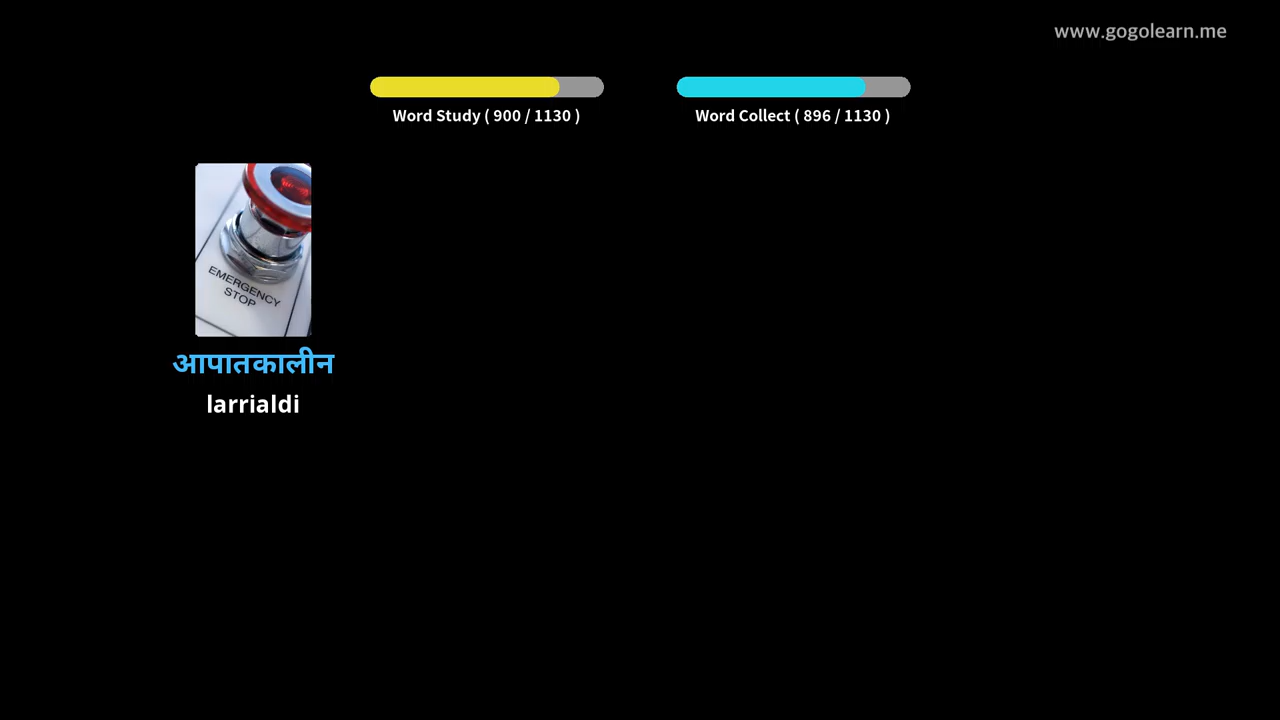 www.gogolearn.me
Word Study ( 900 / 1130 )
Word Collect ( 896 / 1130 )
EMERGENCY
STOP
आपातकालीन
larrialdi